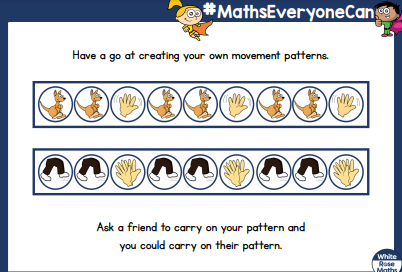 #MathsEveryoneCan
Have a go at creating your own movement patterns.
Ask a friend to carry on your pattern and
you could carry on their pattern.
White
Rose
Maths